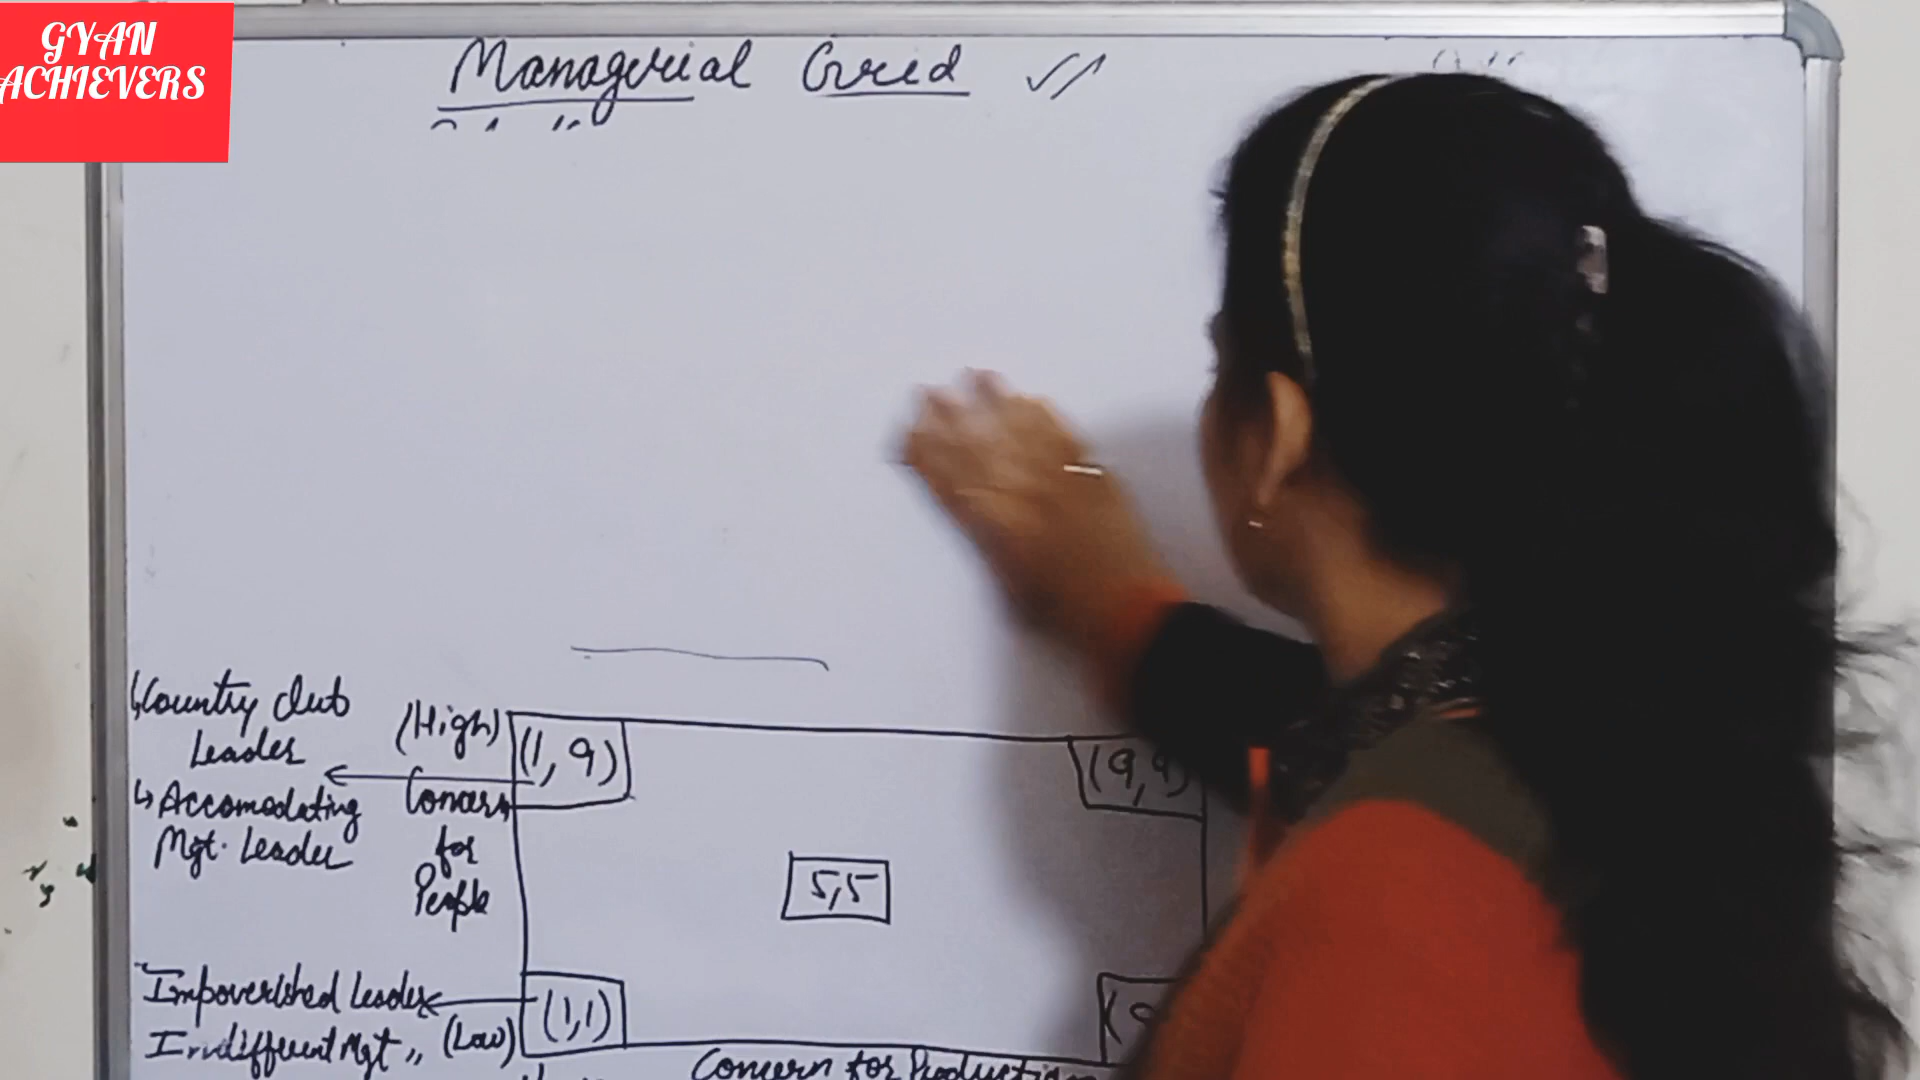 GYAN
ACHIEVERS
Managerial Grid
Country Club
Leader
Accomodating
Mgt. Leader
(High)
Concern
for
People
(1, 9)
(9, 9)
5,5
Impoverished Leader
Indifferent Mgt ,,
(Low)
(1,1)
Concern for Production